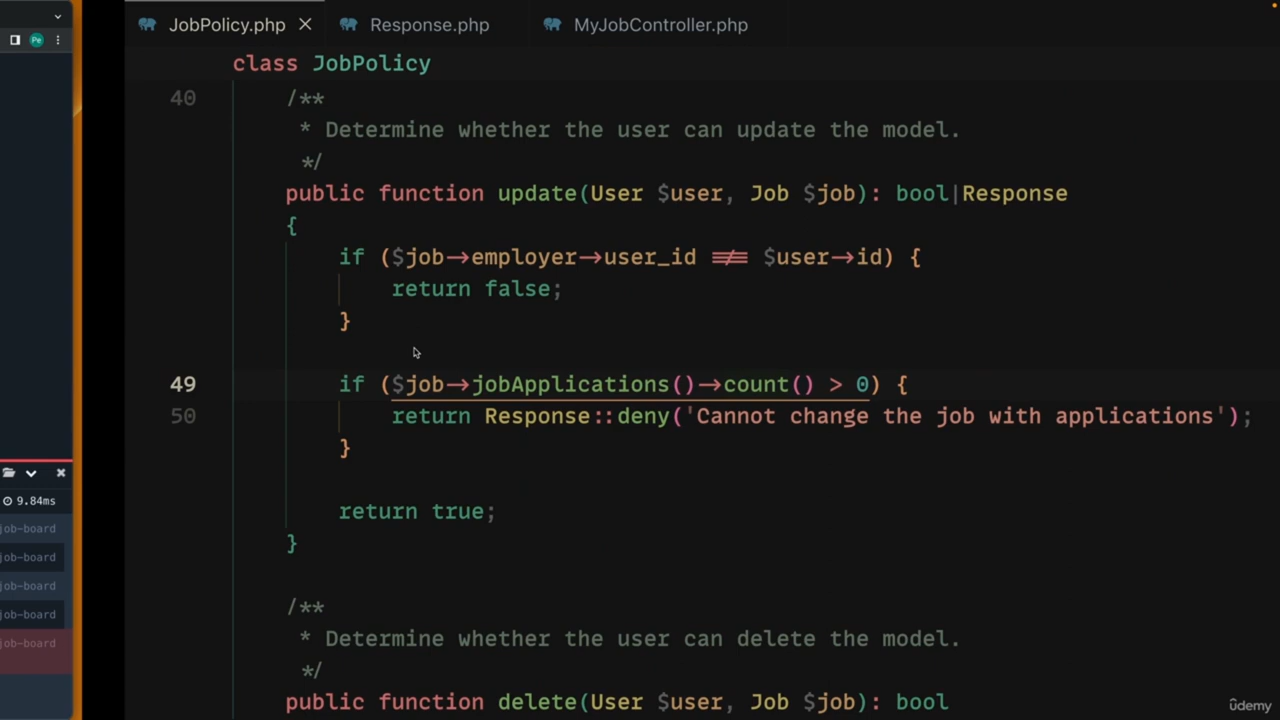 JobPolicy.php
Response.php
MyJobController.php
Pe
class JobPolicy
40 /**
* Determine whether the user can update the model.
*/
public function update(User $user, Job $job): bool|Response
{
if ($job->employer->user_id !== $user->id) {
return false;
}
49 if ($job->jobApplications()->count() > 0) {
50 return Response::deny('Cannot change the job with applications');
}
return true;
}
/**
* Determine whether the user can delete the model.
*/
public function delete(User $user, Job $job): bool
9.84ms
job-board
job-board
job-board
job-board
job-board
ûdemy